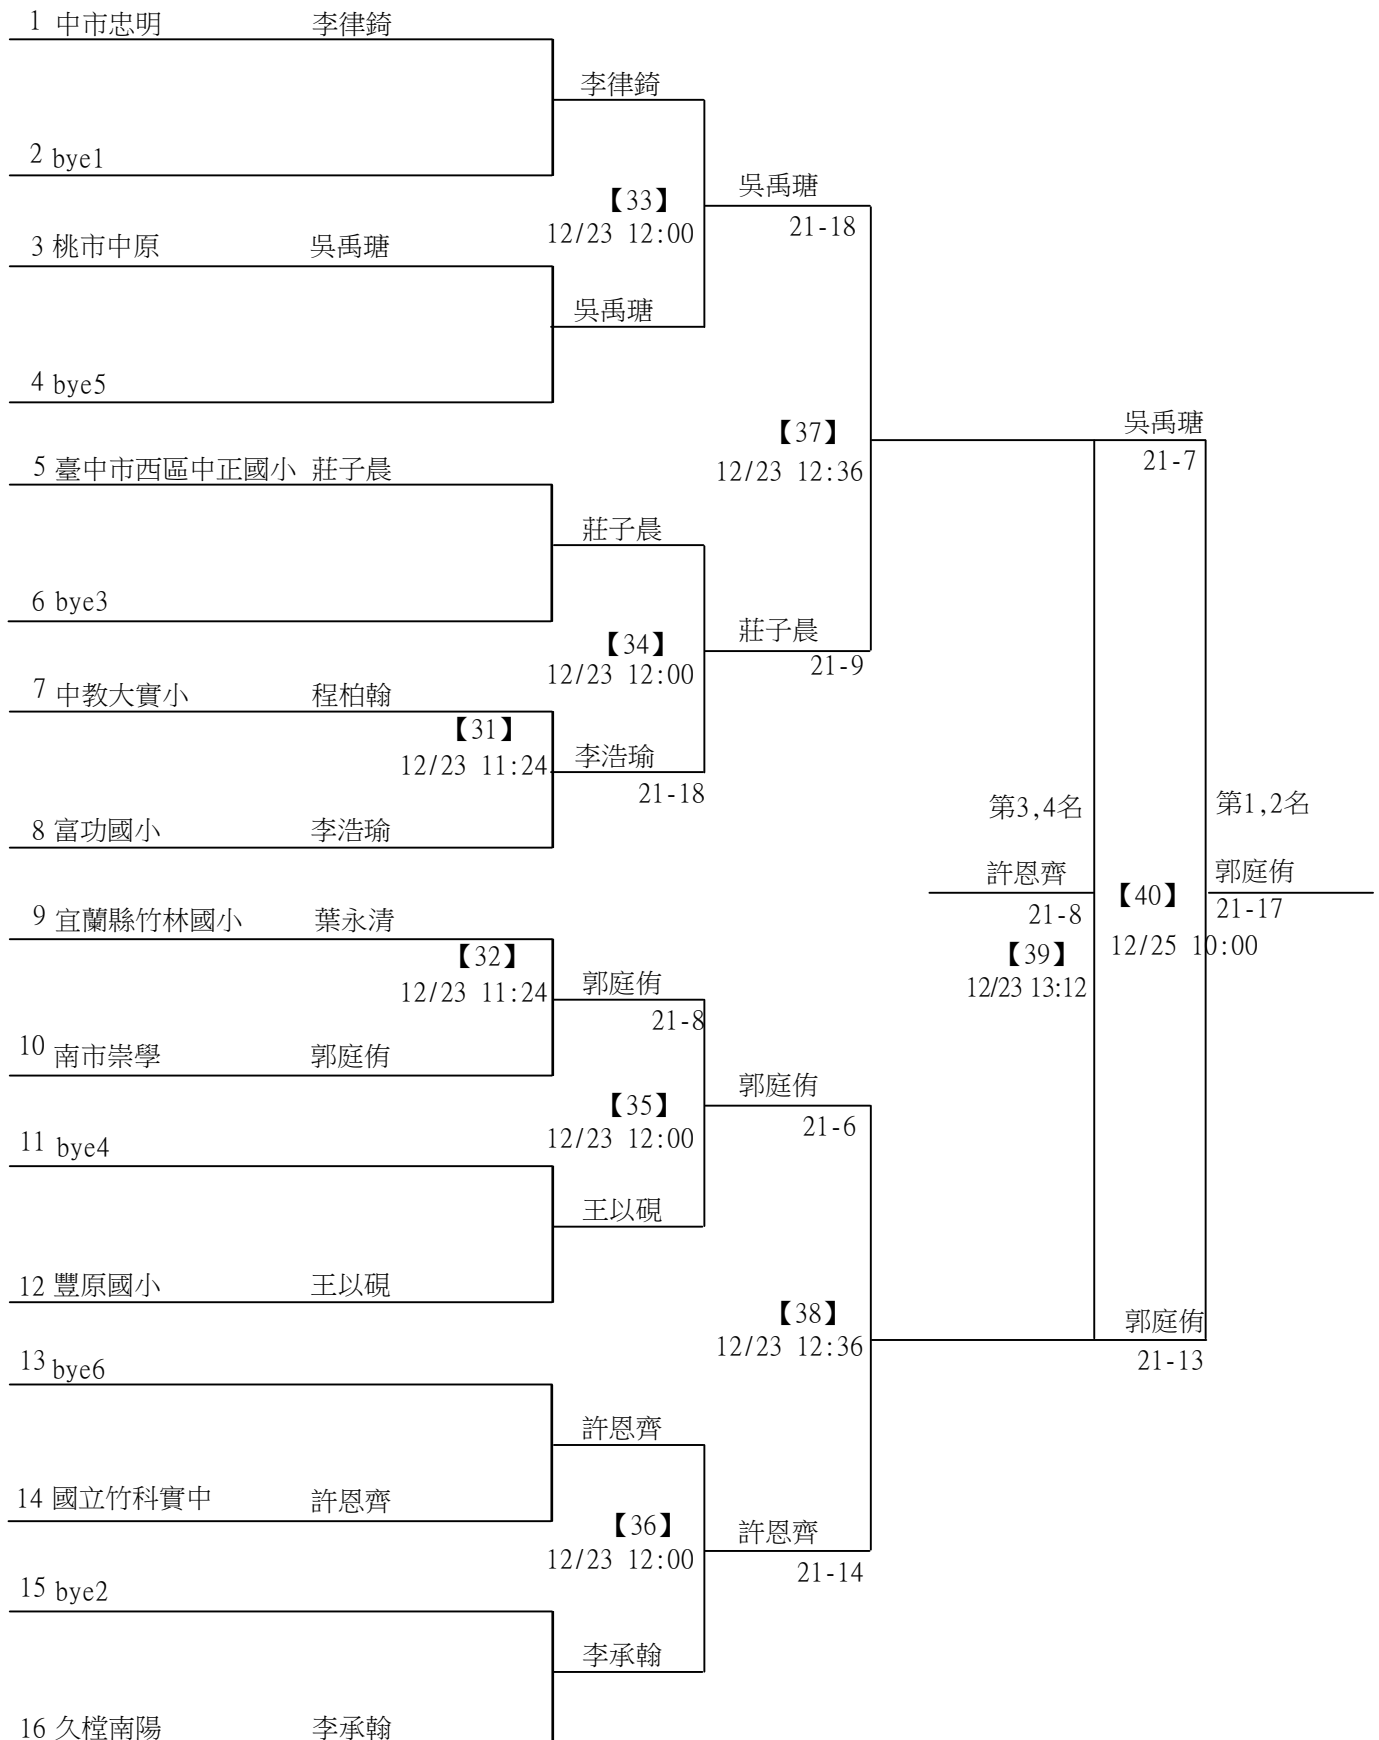 1 中市忠明 李律錡
李律錡
2 bye1
吳禹瑭
【33】
12/23 12:00
21-18
3 桃市中原 吳禹瑭
吳禹瑭
4 bye5
吳禹瑭
【37】
21-7
5 臺中市西區中正國小 莊子晨
12/23 12:36
莊子晨
6 bye3
莊子晨
【34】
21-9
12/23 12:00
7 中教大實小 程柏翰
【31】
12/23 11:24
李浩瑜
21-18
第3,4名
第1,2名
8 富功國小 李浩瑜
許恩齊
郭庭侑
【40】
21-8
21-17
9 宜蘭縣竹林國小 葉永清
【32】
【39】
12/25 10:00
12/23 11:24
郭庭侑
12/23 13:12
21-8
10 南市崇學 郭庭侑
郭庭侑
【35】
21-6
12/23 12:00
11 bye4
王以硯
12 豐原國小 王以硯
【38】
郭庭侑
12/23 12:36
21-13
13 bye6
許恩齊
14 國立竹科實中 許恩齊
【36】
許恩齊
12/23 12:00
21-14
15 bye2
李承翰
16 久樘南陽 李承翰